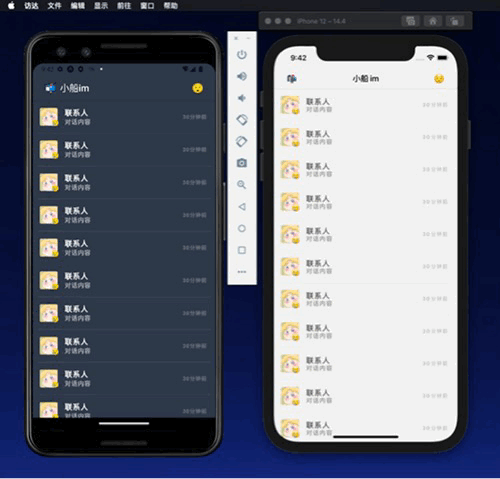 访达 文件 编辑 显示 前往 窗口 帮助
iPhone 12 – 14.4
9:42
小船im
联系人
对话内容
30分钟前
联系人
对话内容
30分钟前
联系人
对话内容
30分钟前
联系人
对话内容
30分钟前
联系人
对话内容
30分钟前
联系人
对话内容
30分钟前
联系人
对话内容
30分钟前
联系人
对话内容
30分钟前
联系人
对话内容
30分钟前
联系人
对话内容
30分钟前
9:42
小船im
联系人
对话内容
30分钟前
联系人
对话内容
30分钟前
联系人
对话内容
30分钟前
联系人
对话内容
30分钟前
联系人
对话内容
30分钟前
联系人
对话内容
30分钟前
联系人
对话内容
30分钟前
联系人
对话内容
30分钟前
联系人
对话内容
30分钟前
联系人
对话内容
30分钟前
联系人
对话内容
30分钟前